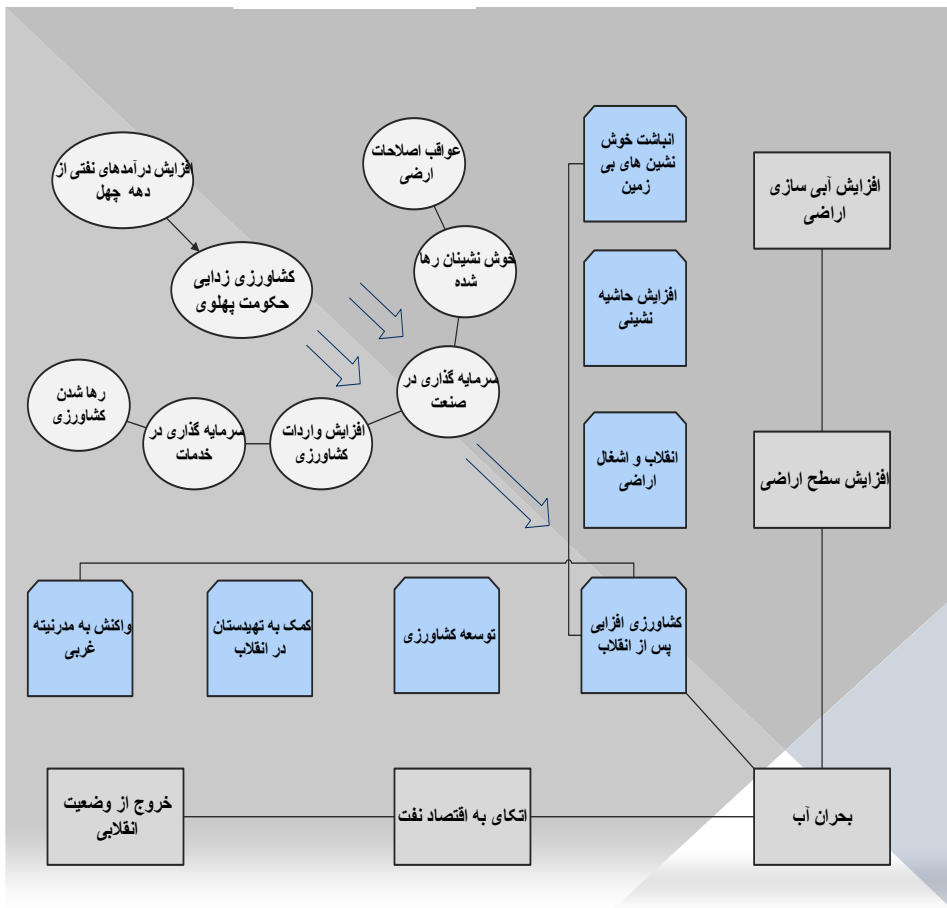 عواقب اصلاحات
ارضی
افزایش درآمدهای نفتی از
دهه چهل
انباشت خوش
نشین های بی
زمین
افزایش آبی سازی
اراضی
خوش نشینان رها
شده
کشاورزی زدایی
حکومت پهلوی
افزایش حاشیه
نشینی
سرمایه گذاری در
صنعت
رها شدن
کشاورزی
سرمایه گذاری در
خدمات
افزایش واردات
کشاورزی
انقلاب و اشغال
اراضی
افزایش سطح اراضی
کشاورزی افزایی
پس از انقلاب
توسعه کشاورزی
کمک به تهیدستان
در انقلاب
واکنش به مدرنیته
غربی
بحران آب
اتکای به اقتصاد نفت
خروج از وضعیت
انقلابی